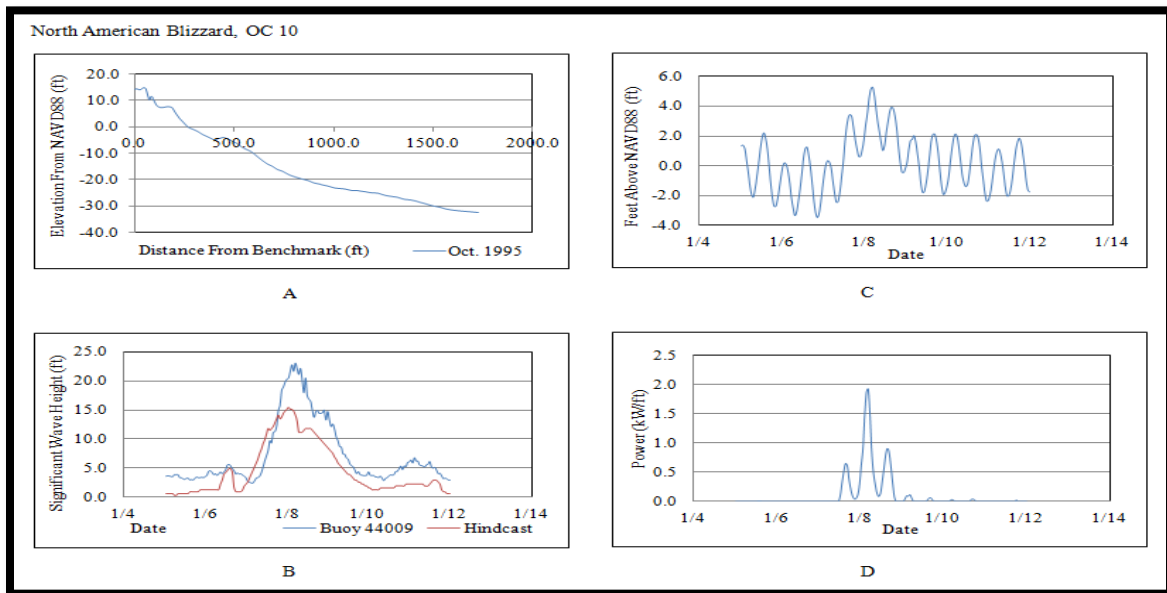 North American Blizzard, OC 10
Elevation From NAVD88 (ft)
20.0
10.0
0.0
-10.0
-20.0
-30.0
-40.0
0.0 500.0 1000.0 1500.0 2000.0
Distance From Benchmark (ft)
Oct. 1995
A
Feet Above NAVD88 (ft)
6.0
4.0
2.0
0.0
-2.0
-4.0
1/4 1/6 1/8 1/10 1/12 1/14
Date
C
Significant Wave Height (ft)
25.0
20.0
15.0
10.0
5.0
0.0
1/4 1/6 1/8 1/10 1/12 1/14
Date
Buoy 44009 Hindcast
B
Power (kW/ft)
2.5
2.0
1.5
1.0
0.5
0.0
1/4 1/6 1/8 1/10 1/12 1/14
Date
D